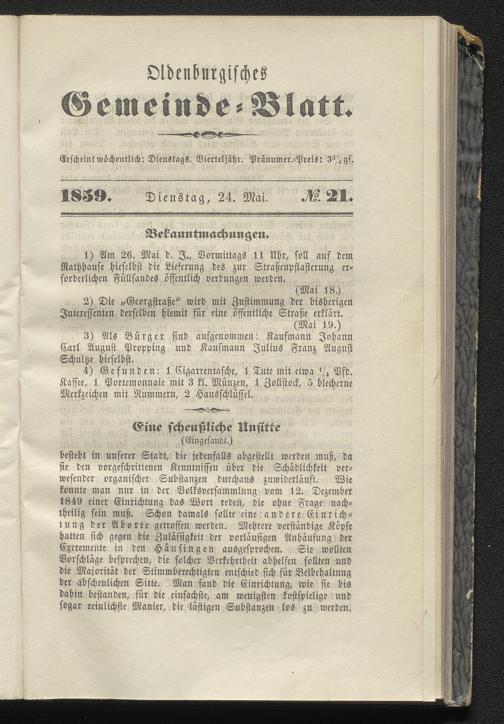 Oldenburgisches
Gemeinde-Blatt.
Erscheint wöchentlich: Dienstags. Vierteljähr. Pränumer.-Preis: 3¾ gf.
1859. Dienstag, 24. Mai. № 21.
Bekanntmachungen.
1) Am 26. Mai d. J., Vormittags 11 Uhr, soll auf dem
Rathhause hieselbst die Lieferung des zur Straßenpflasterung er-
forderlichen Füllsandes öffentlich verdungen werden.
(Mai 18.)
2) Die „Georgstraße“ wird mit Zustimmung der bisherigen
Interessenten derselben hiemit für eine öffentliche Straße erklärt.
(Mai 19.)
3) Als Bürger sind aufgenommen: Kaufmann Johann
Carl August Propping und Kaufmann Julius Franz August
Schultze hieselbst.
4) Gefunden: 1 Cigarrentasche, 1 Tute mit etwa ¼ Pfd.
Kaffee, 1 Portemonnaie mit 3 kl. Münzen, 1 Zollstock, 5 blecherne
Merkzeichen mit Nummern, 2 Hausschlüssel.
Eine scheußliche Unsitte
(Eingesandt.)
besteht in unserer Stadt, die jedenfalls abgestellt werden muß, da
sie den vorgeschrittenen Kenntnissen über die Schädlichkeit ver-
wesender organischer Substanzen durchaus zuwiderläuft. Wie
konnte man nur in der Volksversammlung vom 12. Dezember
1849 einer Einrichtung das Wort reden, die ohne Frage nach-
theilig sein muß. Schon damals sollte eine andere Einrich-
tung der Aborte getroffen werden. Mehrere verständige Köpfe
hatten sich gegen die Zulässigkeit der vorläufigen Anhäufung der
Excremente in den Häusingen ausgesprochen. Sie wollten
Vorschläge besprechen, die solcher Verkehrtheit abhelfen sollten und
die Majorität der Stimmberechtigten entschied sich für Beibehaltung
der abscheulichen Sitte. Man fand die Einrichtung, wie sie bis
dahin bestanden, für die einfachste, am wenigsten kostspielige und
sogar reinlichste Manier, die lästigen Substanzen los zu werden.